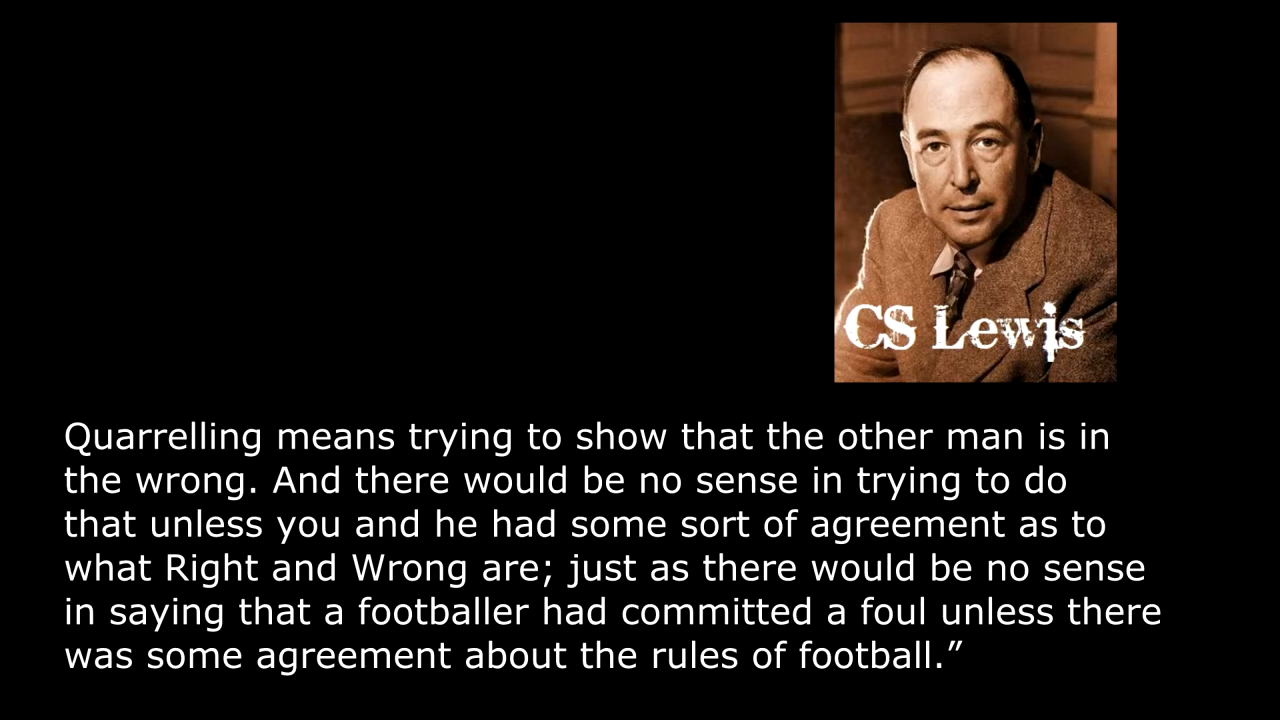 CS Lewis
Quarrelling means trying to show that the other man is in
the wrong. And there would be no sense in trying to do
that unless you and he had some sort of agreement as to
what Right and Wrong are; just as there would be no sense
in saying that a footballer had committed a foul unless there
was some agreement about the rules of football.”